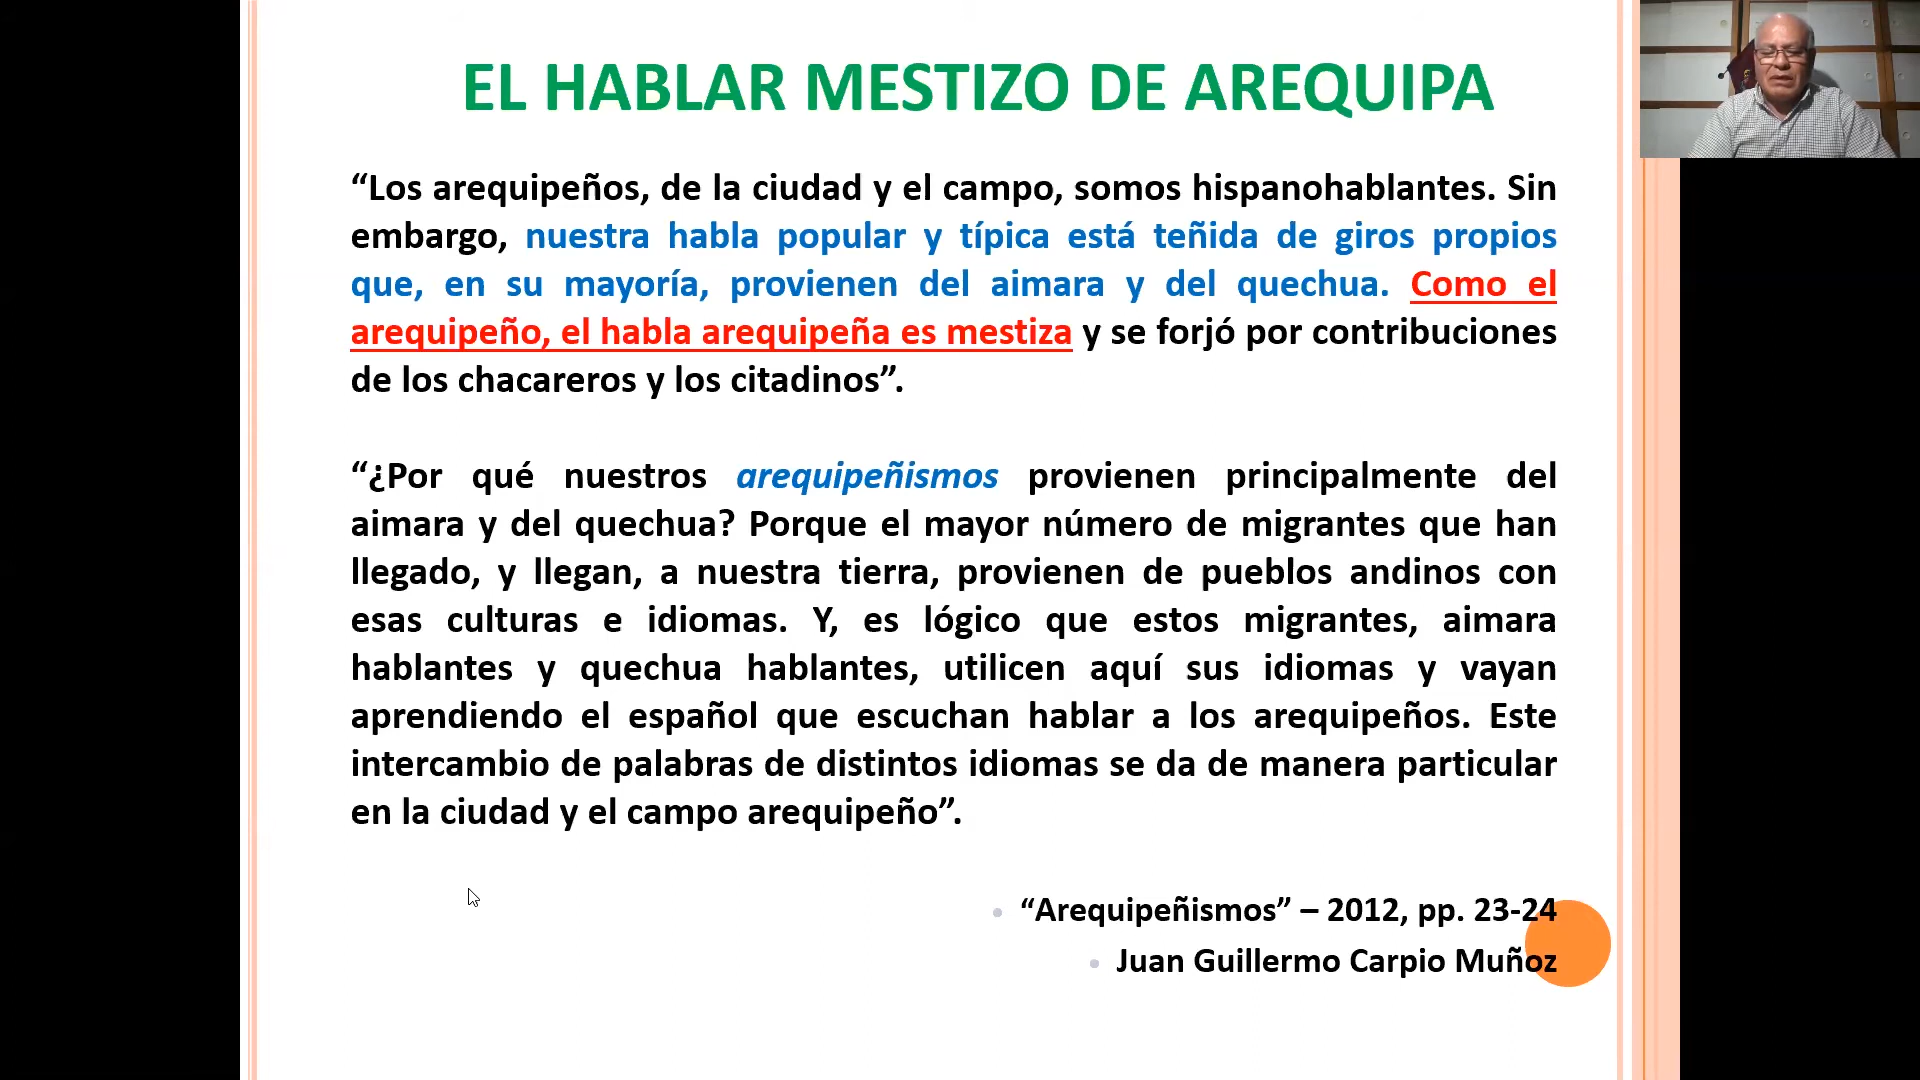 EL HABLAR MESTIZO DE AREQUIPA
“Los arequipeños, de la ciudad y el campo, somos hispanohablantes. Sin
embargo, nuestra habla popular y típica está teñida de giros propios
que, en su mayoría, provienen del aimara y del quechua. Como el
arequipeño, el habla arequipeña es mestiza y se forjó por contribuciones
de los chacareros y los citadinos”.
“¿Por qué nuestros arequipeñismos provienen principalmente del
aimara y del quechua? Porque el mayor número de migrantes que han
llegado, y llegan, a nuestra tierra, provienen de pueblos andinos con
esas culturas e idiomas. Y, es lógico que estos migrantes, aimara
hablantes y quechua hablantes, utilicen aquí sus idiomas y vayan
aprendiendo el español que escuchan hablar a los arequipeños. Este
intercambio de palabras de distintos idiomas se da de manera particular
en la ciudad y el campo arequipeño”.
“Arequipeñismos” – 2012, pp. 23-24
Juan Guillermo Carpio Muñoz